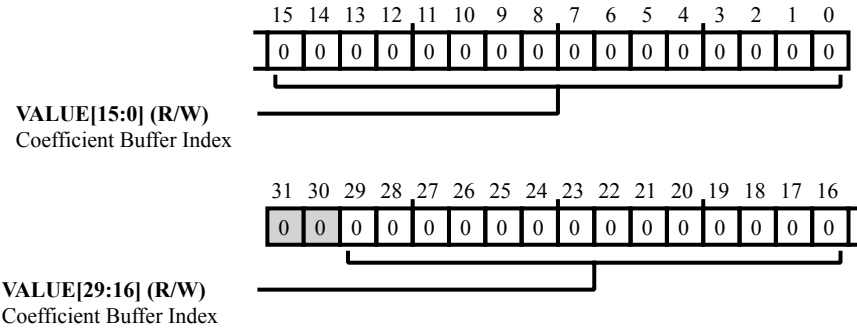 15 14 13 12 11 10 9 8 7 6 5 4 3 2 1 0
0 0 0 0 0 0 0 0 0 0 0 0 0 0 0 0
VALUE[15:0] (R/W)
Coefficient Buffer Index
31 30 29 28 27 26 25 24 23 22 21 20 19 18 17 16
0 0 0 0 0 0 0 0 0 0 0 0 0 0 0 0
VALUE[29:16] (R/W)
Coefficient Buffer Index